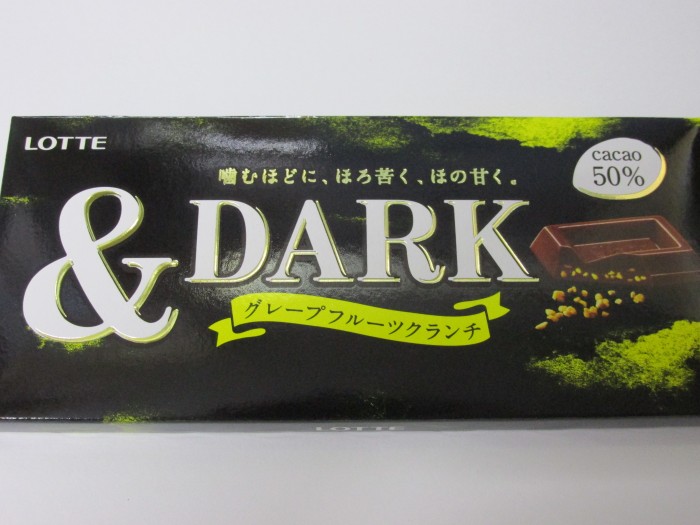 LOTTE
cacao
50%
噛むほどに、ほろ苦く、ほの甘く。
& DARK
グレープフルーツクランチ
LOTTE